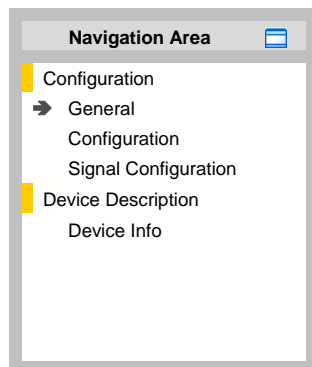 Navigation Area
Configuration
General
Configuration
Signal Configuration
Device Description
Device Info